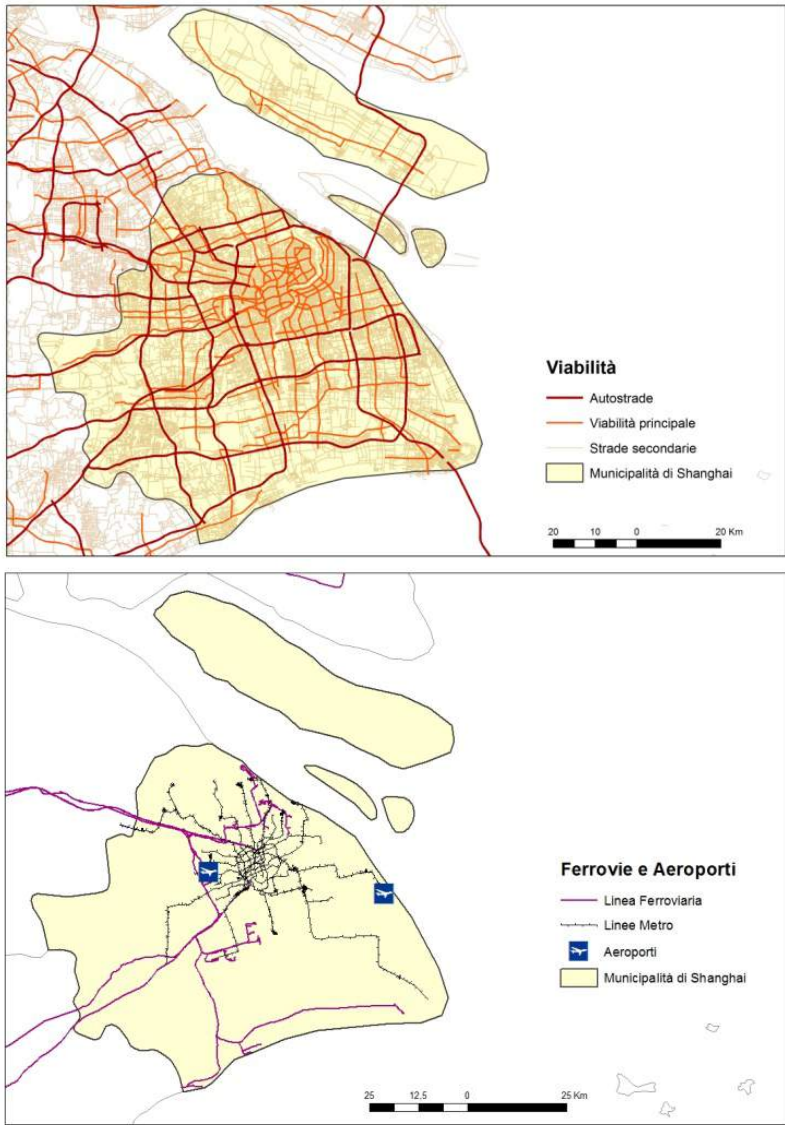 Viabilità
Autostrade
Viabilità principale
Strade secondarie
Municipalità di Shanghai
20 10 0 20 Km
Ferrovie e Aeroporti
Linea Ferroviaria
Linee Metro
Aeroporti
Municipalità di Shanghai
25 12,5 0 25 Km